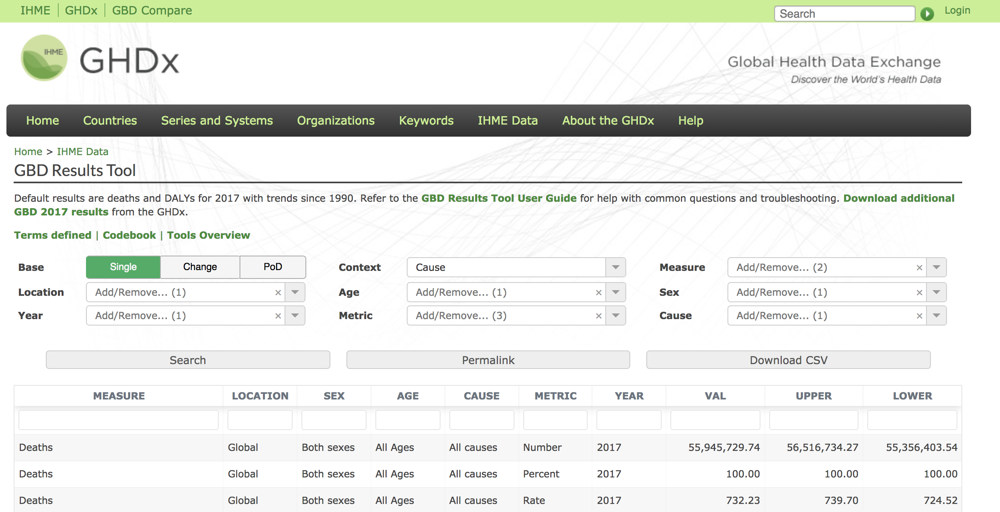 IHME GHDx GBD Compare Search Login
IHME GHDx
Global Health Data Exchange
Discover the World's Health Data
Home Countries Series and Systems Organizations Keywords IHME Data About the GHDx Help
Home > IHME Data
GBD Results Tool
Default results are deaths and DALYs for 2017 with trends since 1990. Refer to the GBD Results Tool User Guide for help with common questions and troubleshooting. Download additional
GBD 2017 results from the GHDx.
Terms defined | Codebook | Tools Overview
Base Single Change PoD Context Cause Measure Add/Remove... (2) ×
Location Add/Remove... (1) × Age Add/Remove... (1) × Sex Add/Remove... (1) ×
Year Add/Remove... (1) × Metric Add/Remove... (3) × Cause Add/Remove... (1) ×
Search Permalink Download CSV
MEASURE LOCATION SEX AGE CAUSE METRIC YEAR VAL UPPER LOWER
Deaths Global Both sexes All Ages All causes Number 2017 55,945,729.74 56,516,734.27 55,356,403.54
Deaths Global Both sexes All Ages All causes Percent 2017 100.00 100.00 100.00
Deaths Global Both sexes All Ages All causes Rate 2017 732.23 739.70 724.52